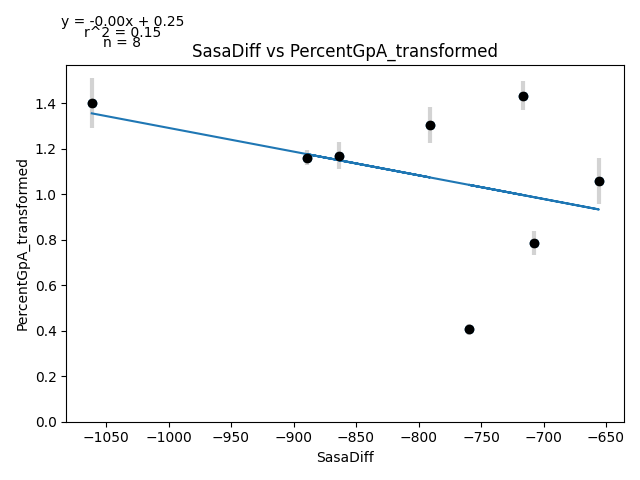 y = -0.00x + 0.25
r^2 = 0.15
n = 8
SasaDiff vs PercentGpA_transformed
PercentGpA_transformed
1.4
1.2
1.0
0.8
0.6
0.4
0.2
0.0
−1050 −1000 −950 −900 −850 −800 −750 −700 −650
SasaDiff